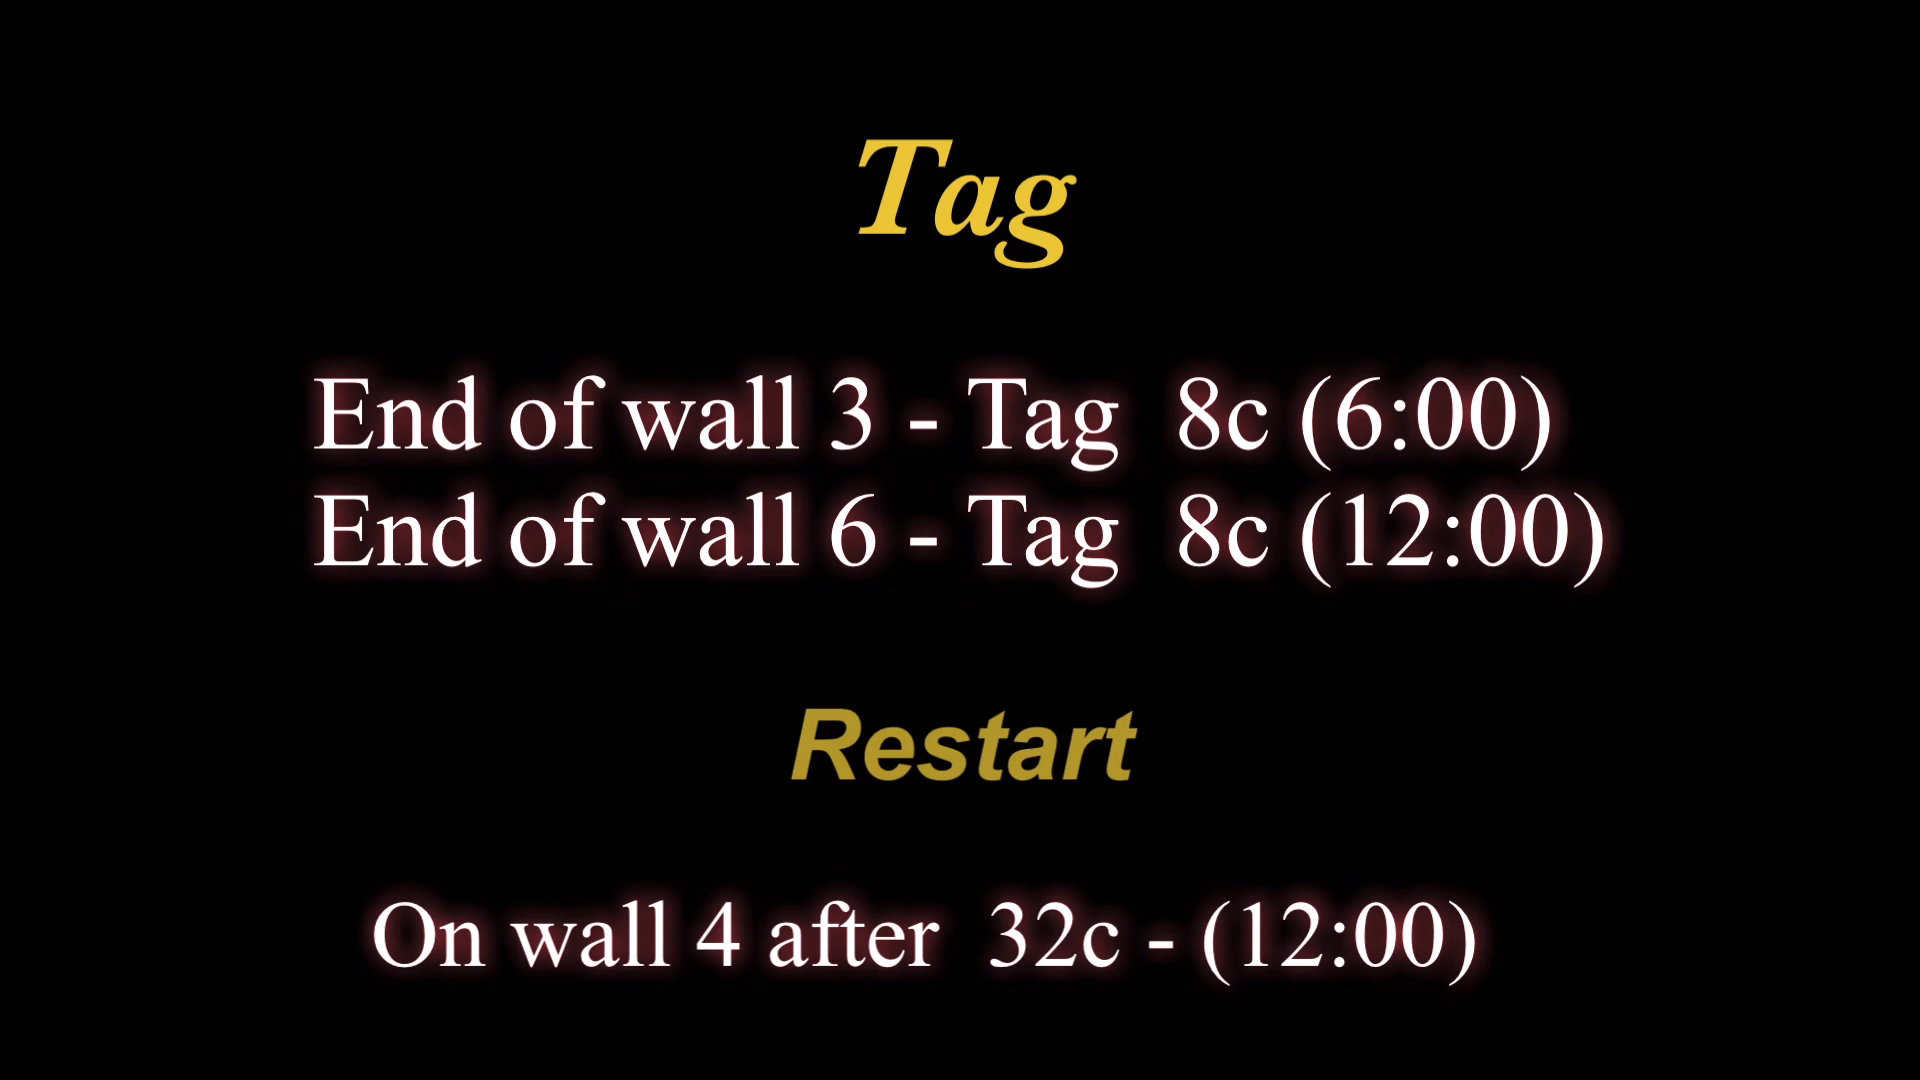 Tag
End of wall 3 - Tag  8c (6:00)
End of wall 6 - Tag  8c (12:00)
Restart
On wall 4 after  32c - (12:00)